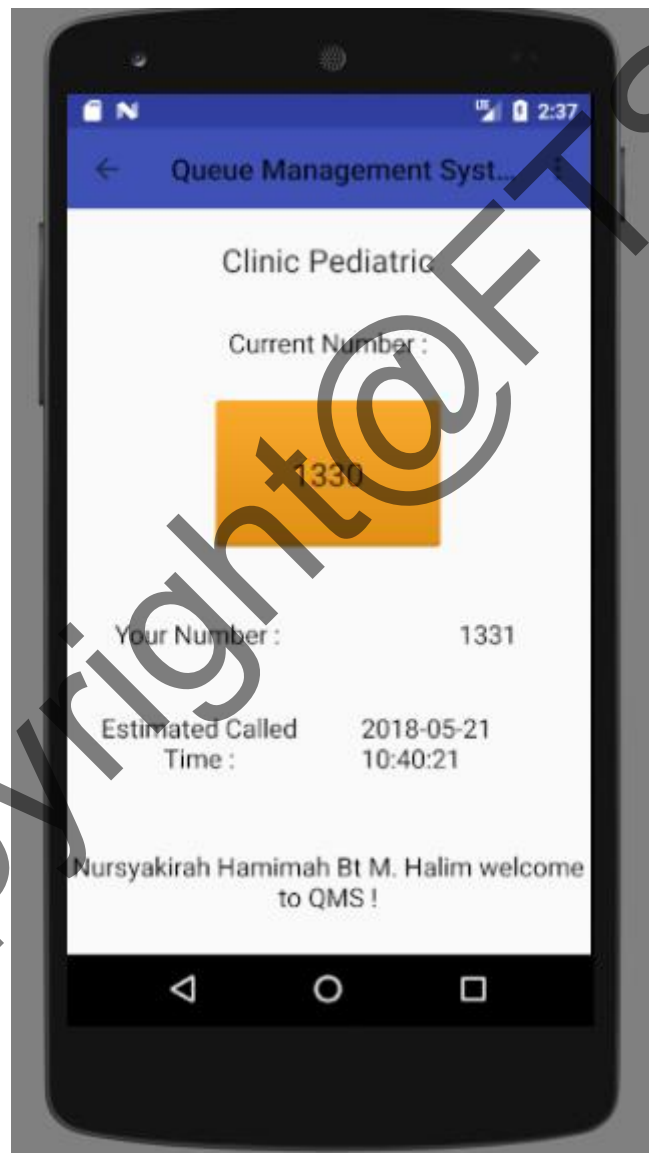 2:37
Queue Management Syst...
Clinic Pediatric
Current Number :
1330
Your Number : 1331
Estimated Called 2018-05-21
Time : 10:40:21
Nursyakirah Hamimah Bt M. Halim welcome
to QMS !